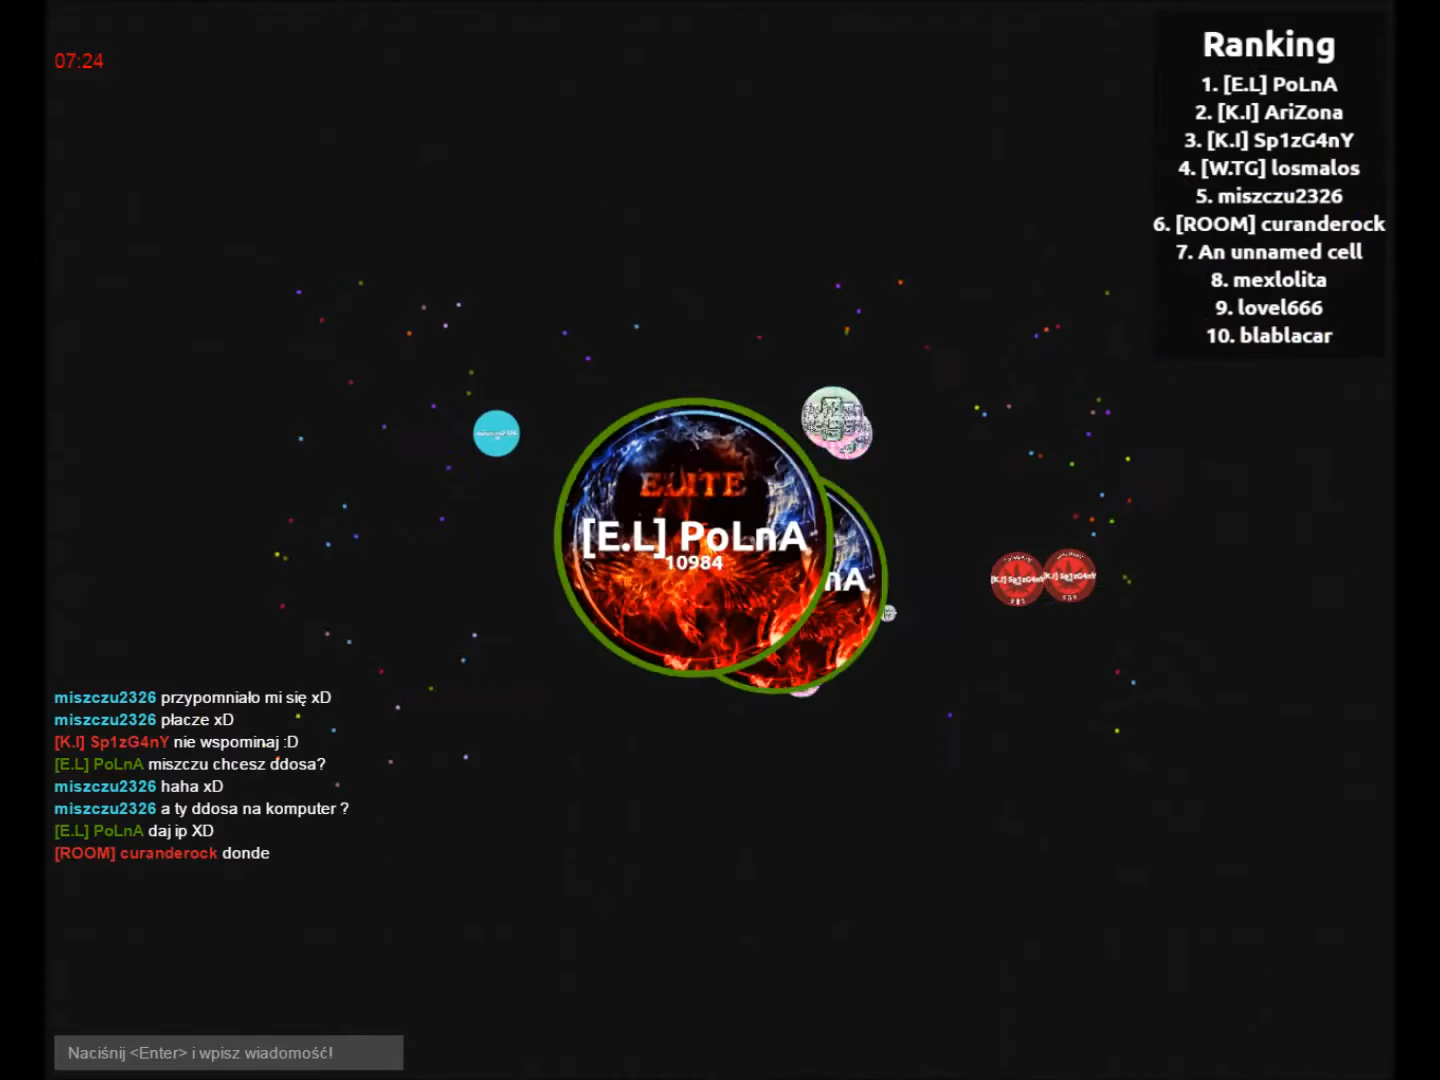 07:24
Ranking
1. [E.L] PoLnA
2. [K.I] AriZona
3. [K.I] Sp1zG4nY
4. [W.TG] losmalos
5. miszczu2326
6. [ROOM] curanderock
7. An unnamed cell
8. mexlolita
9. lovel666
10. blablacar
ELITE
[E.L] PoLnA
10984
nA
[K.I] Sp1zG4nY
[K.I] Sp1zG4nY
miszczu2326 przypomniało mi się xD
miszczu2326 płacze xD
[K.I] Sp1zG4nY nie wspominaj :D
[E.L] PoLnA miszczu chcesz ddosa?
miszczu2326 haha xD
miszczu2326 a ty ddosa na komputer ?
[E.L] PoLnA daj ip XD
[ROOM] curanderock donde
Naciśnij <Enter> i wpisz wiadomość!